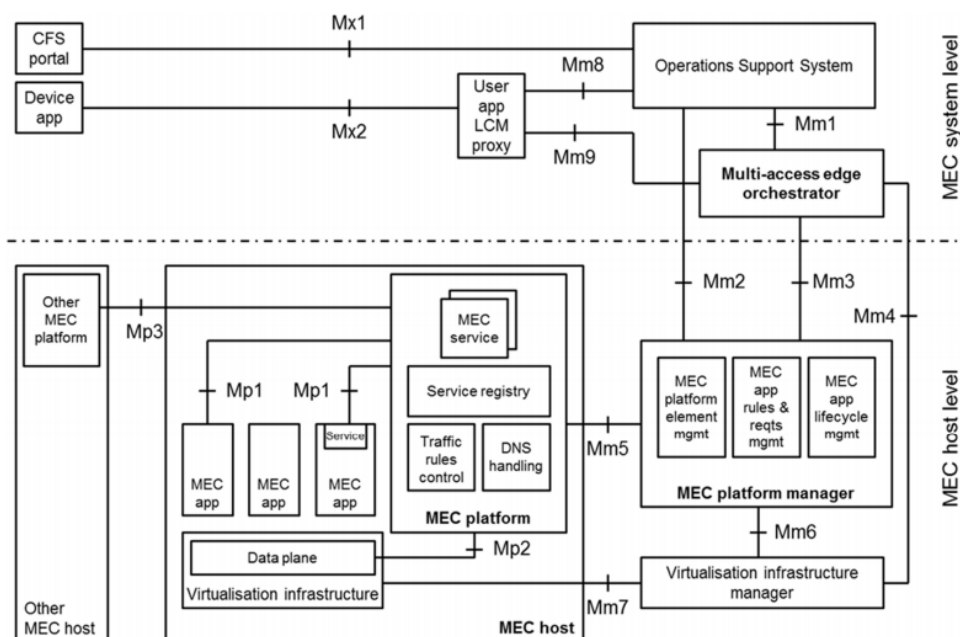 CFS
portal
Mx1
Operations Support System
Device
app
Mx2
User
app
LCM
proxy
Mm8
Mm9
Mm1
Multi-access edge
orchestrator
MEC system level
Mm2
Mm3
Mm4
MEC host level
Other
MEC
platform
Mp3
MEC
service
Service registry
Traffic
rules
control
DNS
handling
MEC platform
Mp1
Mp1
MEC
app
MEC
app
Service
MEC
app
Mp2
Data plane
Virtualisation infrastructure
Other
MEC host
MEC host
Mm5
MEC
platform
element
mgmt
MEC
app
rules &
reqts
mgmt
MEC
app
lifecycle
mgmt
MEC platform manager
Mm6
Mm7
Virtualisation infrastructure
manager